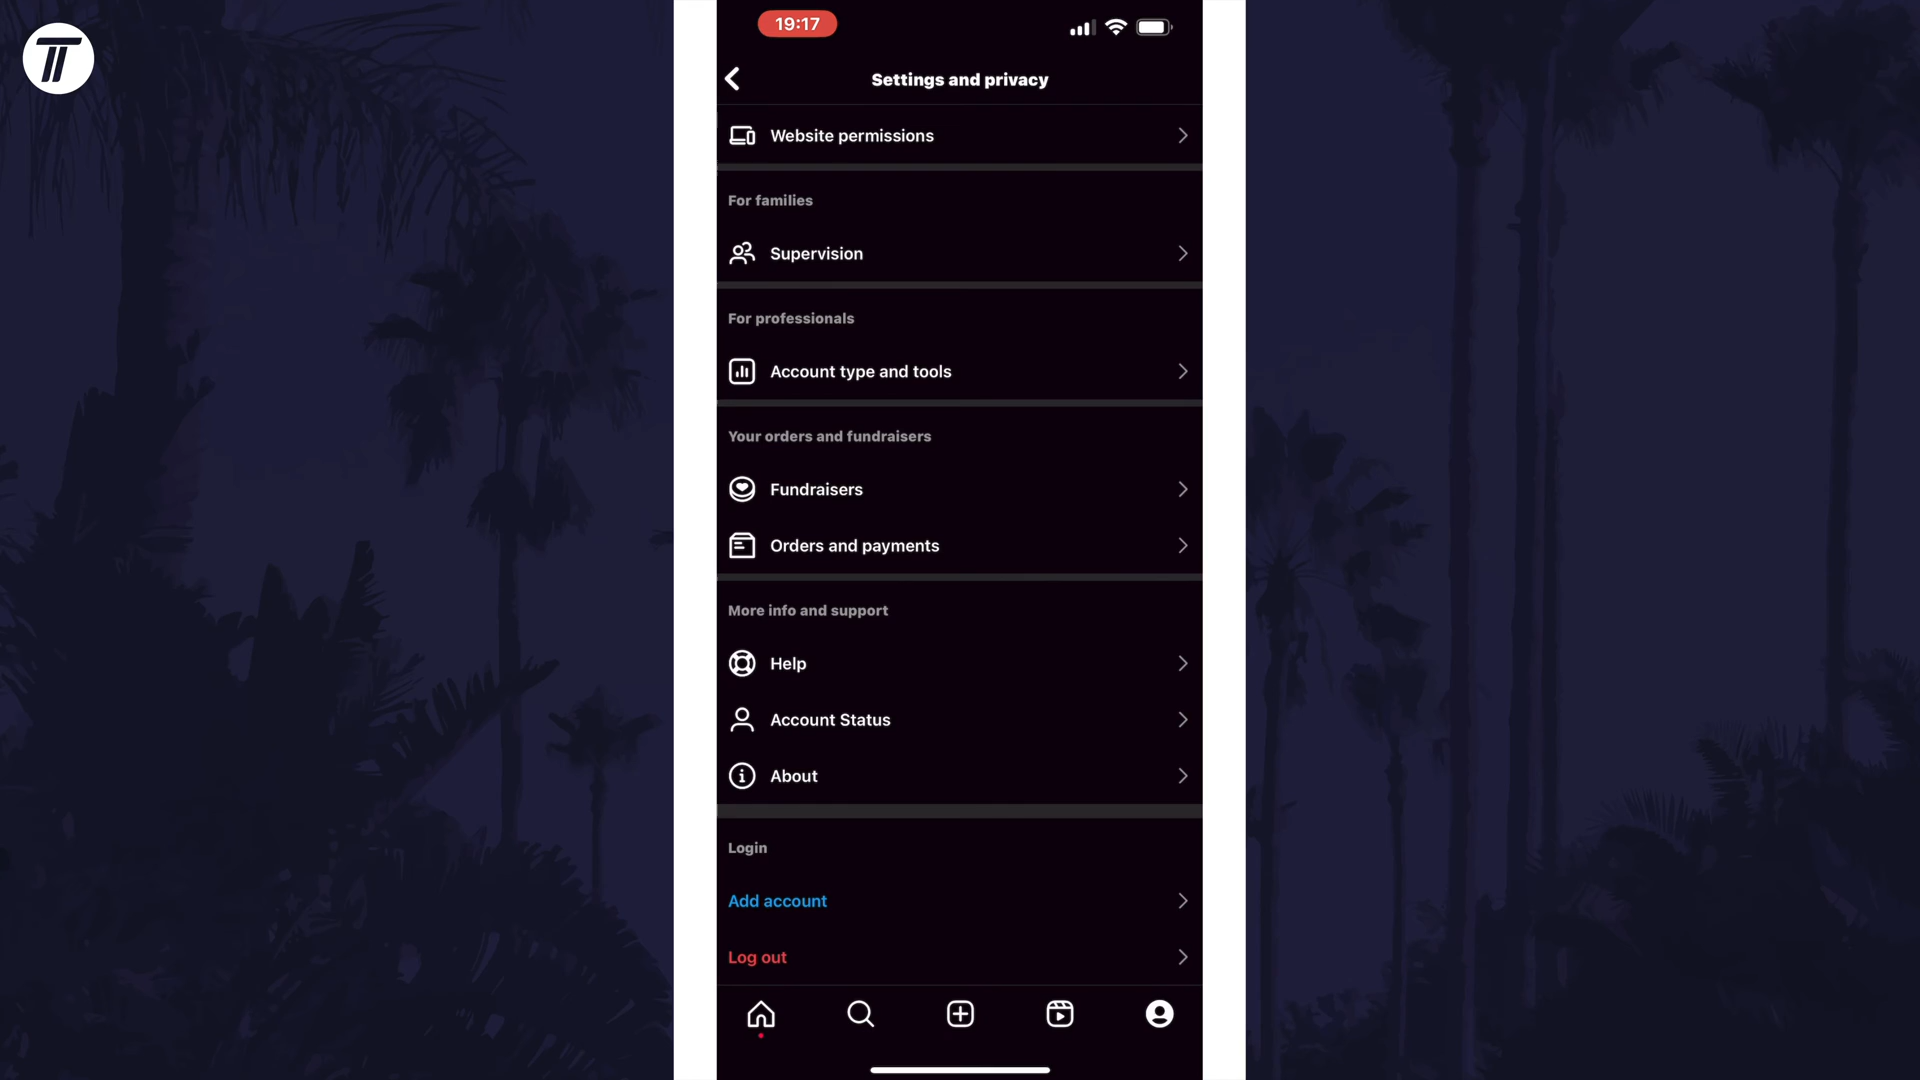 19:17
Settings and privacy
Website permissions
For families
Supervision
For professionals
Account type and tools
Your orders and fundraisers
Fundraisers
Orders and payments
More info and support
Help
Account Status
About
Login
Add account
Log out